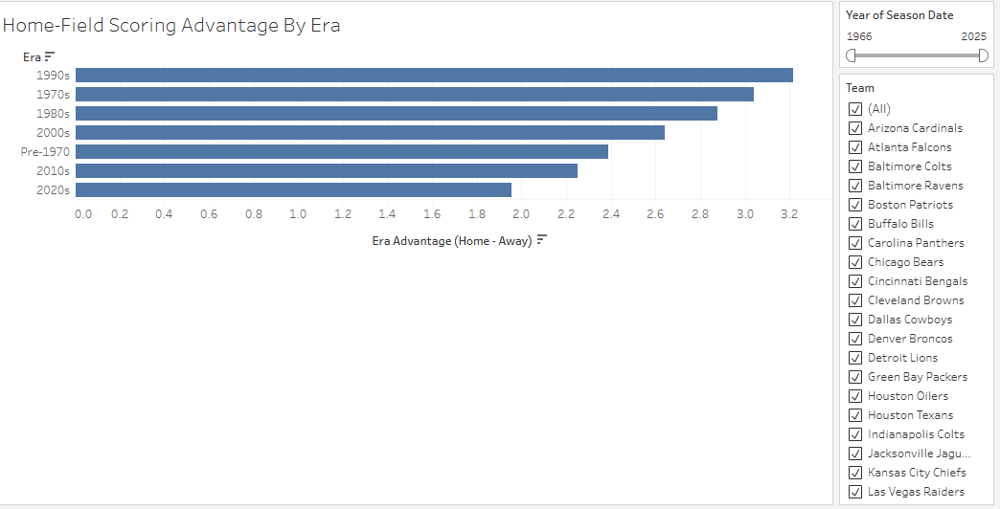 Home-Field Scoring Advantage By Era
Era
1990s
1970s
1980s
2000s
Pre-1970
2010s
2020s
0.0 0.2 0.4 0.6 0.8 1.0 1.2 1.4 1.6 1.8 2.0 2.2 2.4 2.6 2.8 3.0 3.2
Era Advantage (Home - Away)
Year of Season Date
1966 2025
Team
(All)
Arizona Cardinals
Atlanta Falcons
Baltimore Colts
Baltimore Ravens
Boston Patriots
Buffalo Bills
Carolina Panthers
Chicago Bears
Cincinnati Bengals
Cleveland Browns
Dallas Cowboys
Denver Broncos
Detroit Lions
Green Bay Packers
Houston Oilers
Houston Texans
Indianapolis Colts
Jacksonville Jagu...
Kansas City Chiefs
Las Vegas Raiders